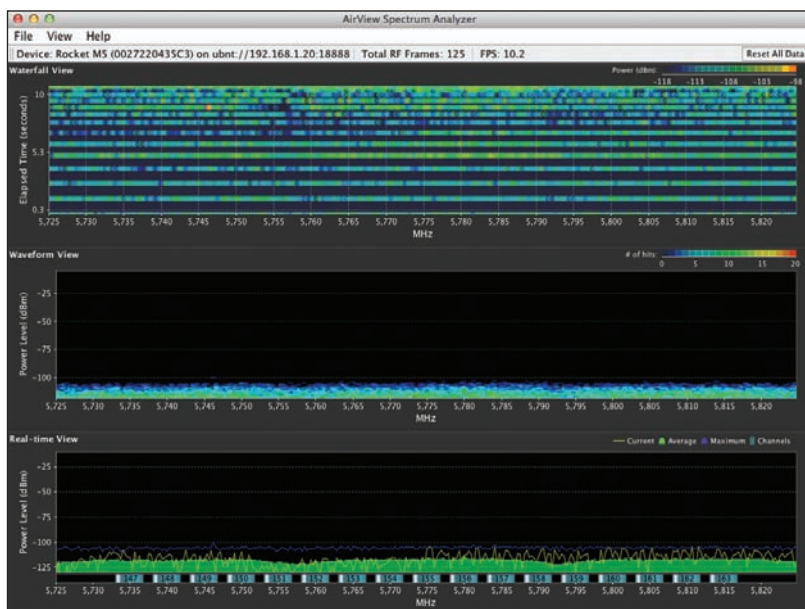 AirView Spectrum Analyzer
File View Help
Device: Rocket M5 (0027220435C3) on ubnt://192.168.1.20:18888 Total RF Frames: 125 FPS: 10.2 Reset All Data
Waterfall View Power (dBm):
-118 -113 -108 -103 -98
Elapsed Time (seconds)
10
5.3
0.3
5,725 5,730 5,735 5,740 5,745 5,750 5,755 5,760 5,765 5,770 5,775 5,780 5,785 5,790 5,795 5,800 5,805 5,810 5,815 5,820
MHz
Waveform View # of hits:
0 5 10 15 20
Power Level (dBm)
-25
-50
-75
-100
5,725 5,730 5,735 5,740 5,745 5,750 5,755 5,760 5,765 5,770 5,775 5,780 5,785 5,790 5,795 5,800 5,805 5,810 5,815 5,820
MHz
Real-time View Current Average Maximum Channels
Power Level (dBm)
-25
-50
-75
-100
-125
147 148 149 150 151 152 153 154 155 156 157 158 159 160 161 162 163
5,725 5,730 5,735 5,740 5,745 5,750 5,755 5,760 5,765 5,770 5,775 5,780 5,785 5,790 5,795 5,800 5,805 5,810 5,815 5,820
MHz